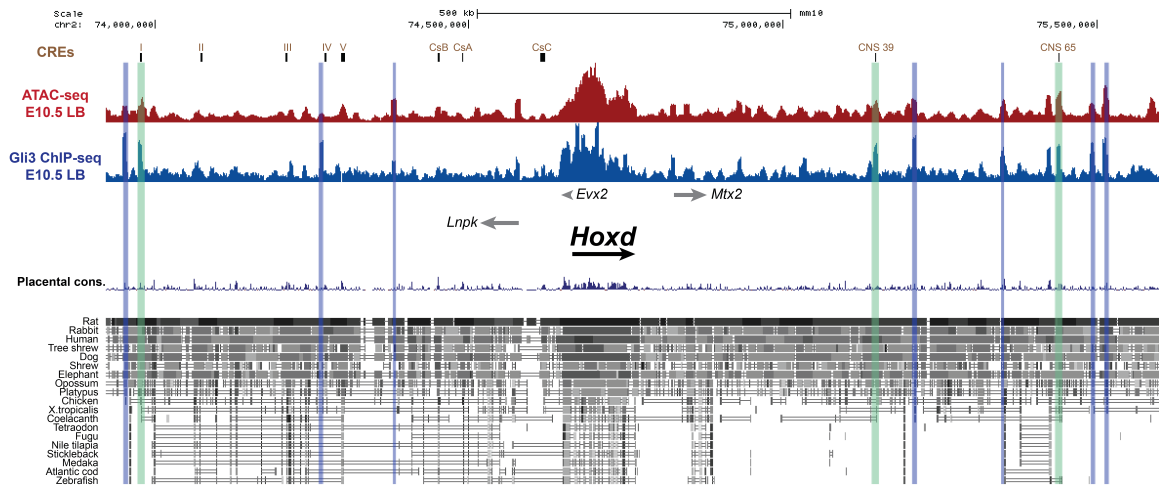 Scale 500 kb mm10
chr2: 74,000,000 74,500,000 75,000,000 75,500,000
CREs I II III IV V CsB CsA CsC CNS 39 CNS 65
ATAC-seq
E10.5 LB
Gli3 ChIP-seq
E10.5 LB
Evx2 Mtx2
Lnpk
Hoxd
Placental cons.
Rat
Rabbit
Human
Tree shrew
Dog
Shrew
Elephant
Opossum
Platypus
Chicken
X.tropicalis
Coelacanth
Tetraodon
Fugu
Nile tilapia
Stickleback
Medaka
Atlantic cod
Zebrafish